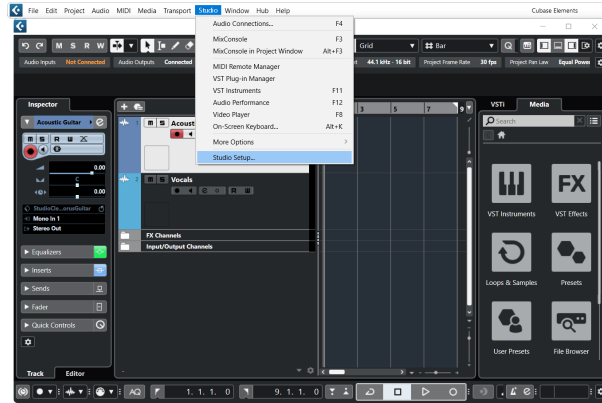 File Edit Project Audio MIDI Media Transport Studio Window Hub Help Cubase Elements
Audio Connections... F4
MixConsole F3
MixConsole in Project Window Alt+F3
MIDI Remote Manager
VST Plug-in Manager
VST Instruments F11
Audio Performance F12
Video Player F8
On-Screen Keyboard... Alt+K
More Options
Studio Setup...
M S R W
Grid Bar
Audio Inputs Not Connected Audio Outputs Connected
44.1 kHz - 16 bit Project Frame Rate 30 fps Project Pan Law Equal Power
Inspector
Acoustic Guitar
m S R W
0.00
C
0.00
Mono In 1
Stereo Out
Equalizers
Inserts
Sends
Fader
Quick Controls
Track Editor
1 m S
2 m S Vocals
R W
FX Channels
Input/Output Channels
3 5 7 9
VSTi Media
Search
VST Instruments VST Effects
FX
Loops & Samples Presets
User Presets File Browser
AQ 1. 1. 1. 0 9. 1. 1. 0